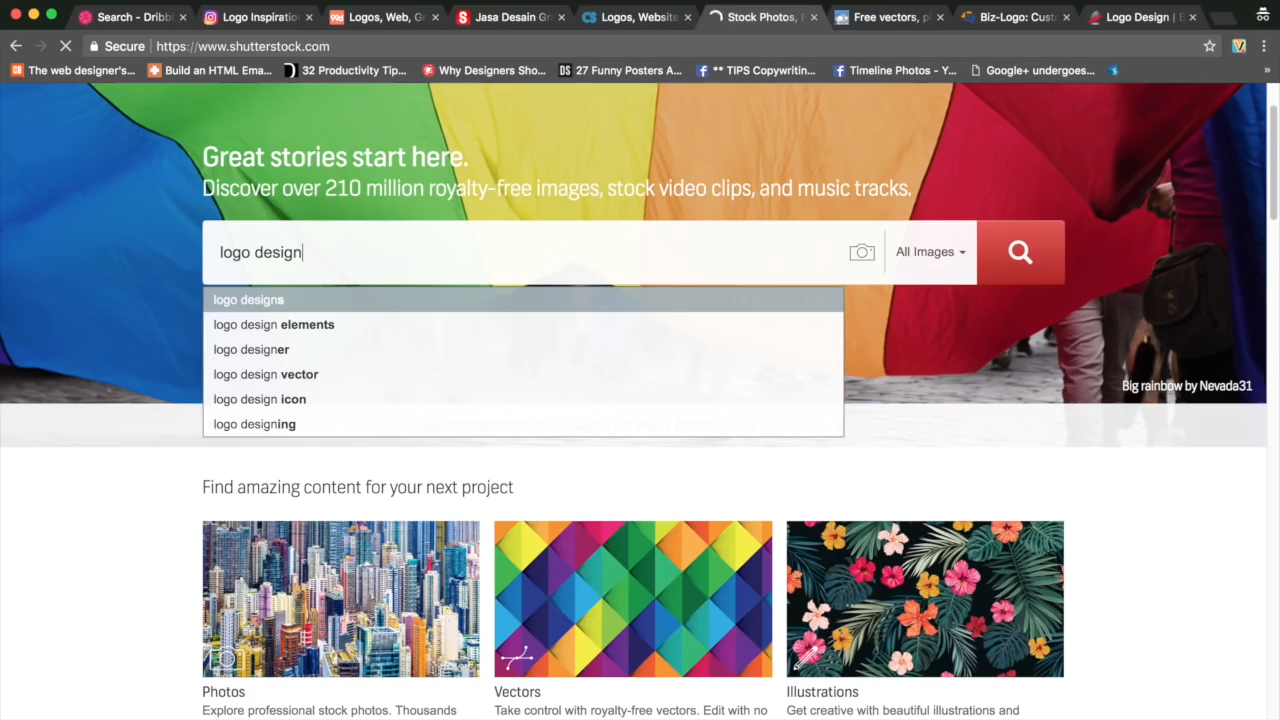 Search - Dribbl
Logo Inspiration
Logos, Web, Gr
Jasa Desain Gr
Logos, Website
Stock Photos, F
Free vectors, p
Biz-Logo: Cust
Logo Design | B
Secure https://www.shutterstock.com
The web designer's...
Build an HTML Ema...
32 Productivity Tip...
Why Designers Sho...
DS 27 Funny Posters A...
** TIPS Copywritin...
Timeline Photos - Y...
Google+ undergoes...
»
Great stories start here.
Discover over 210 million royalty-free images, stock video clips, and music tracks.
logo design
All Images
logo designs
logo design elements
logo designer
logo design vector
logo design icon
logo designing
Big rainbow by Nevada31
Find amazing content for your next project
Photos
Explore professional stock photos. Thousands
Vectors
Take control with royalty-free vectors. Edit with no
Illustrations
Get creative with beautiful illustrations and